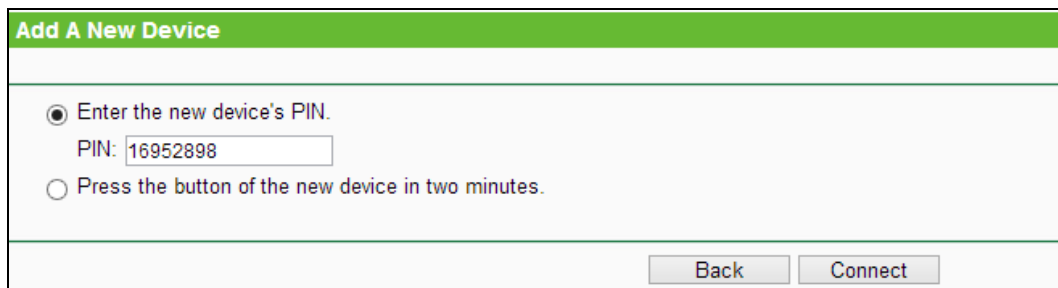 Add A New Device
Enter the new device's PIN.
PIN: 16952898
Press the button of the new device in two minutes.
Back Connect